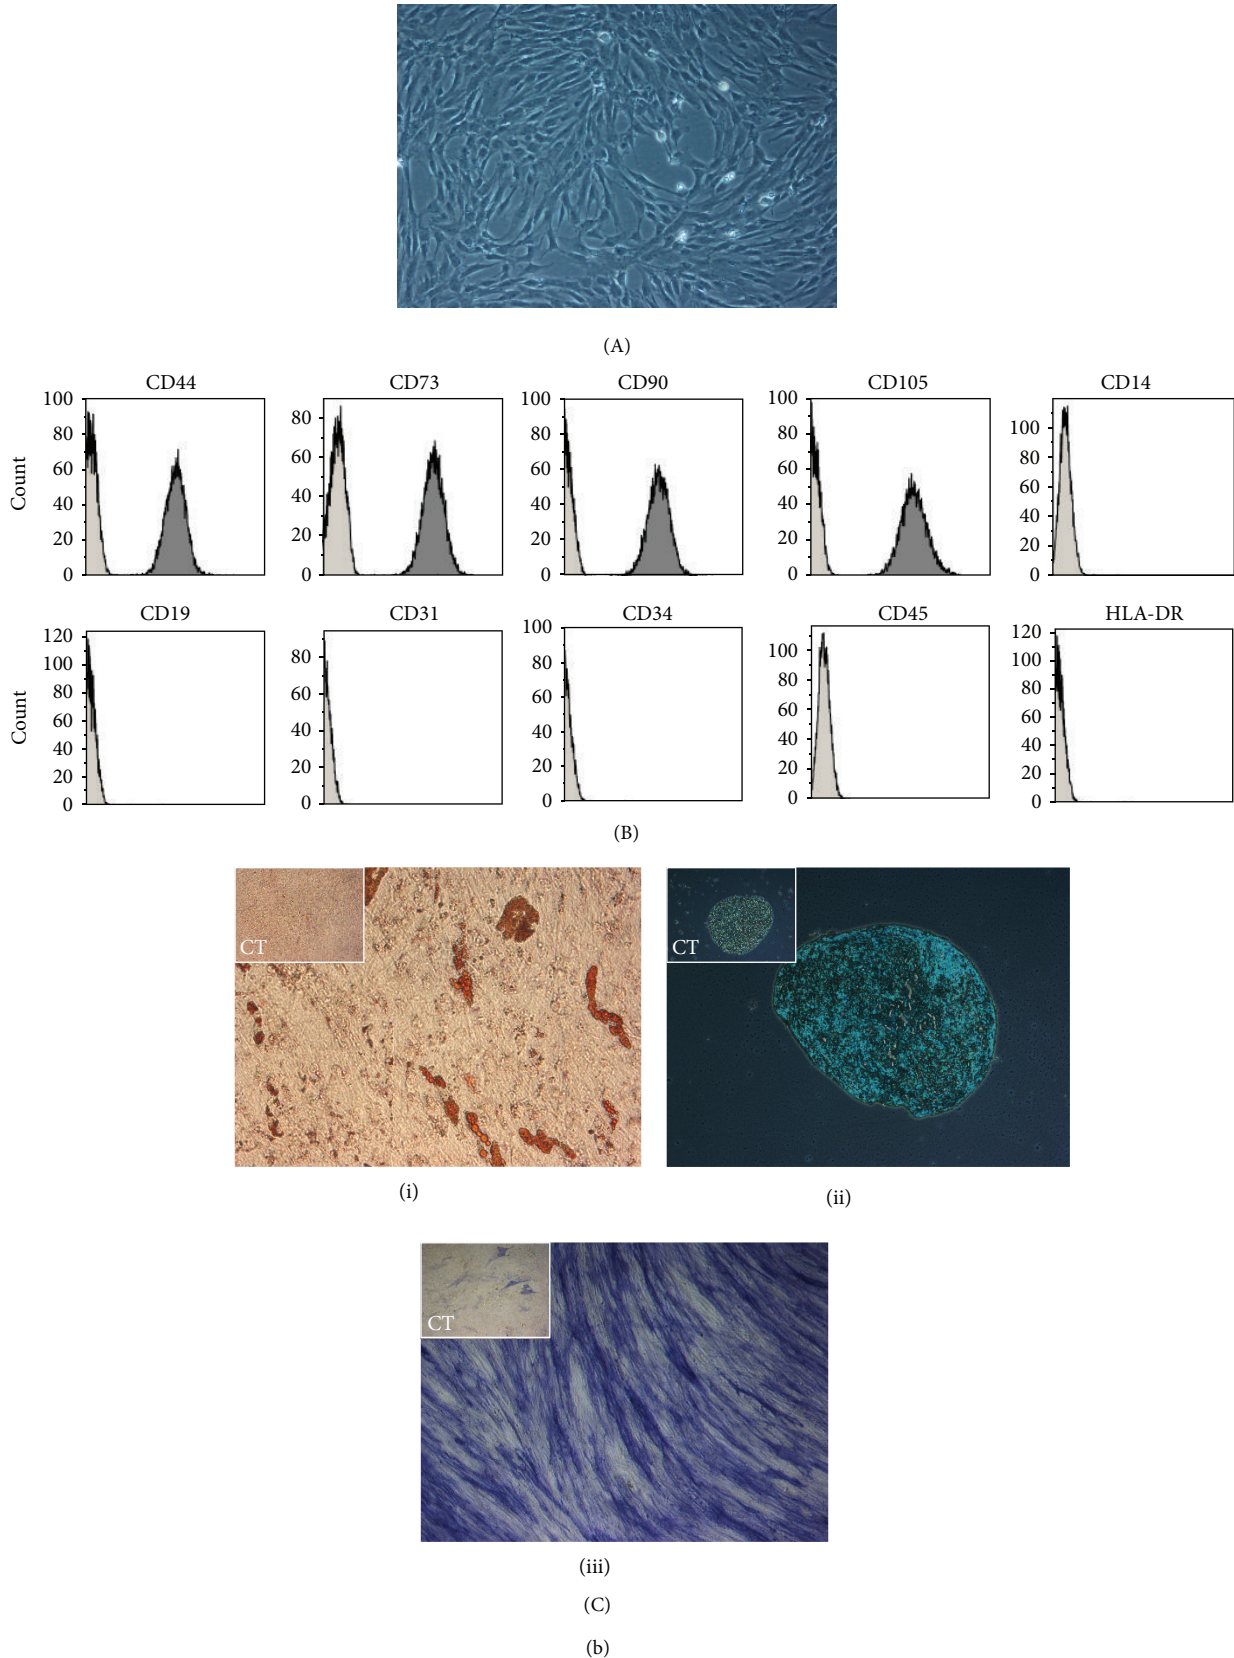 (A)
CD44 CD73 CD90 CD105 CD14
100 100 100
80 80 80 80 100
60 60 60 60 80
40 40 40 40 60
20 20 20 20 40
20
0 0 0 0 0
Count
CD19 CD31 CD34 CD45 HLA-DR
120 100 120
100 80 80 100 100
80 60 60 80 80
60 40 40 60 60
40 20 20 40 40
20 20 20
0 0 0 0 0
Count
(B)
CT
(i)
CT
(ii)
CT
(iii)
(C)
(b)